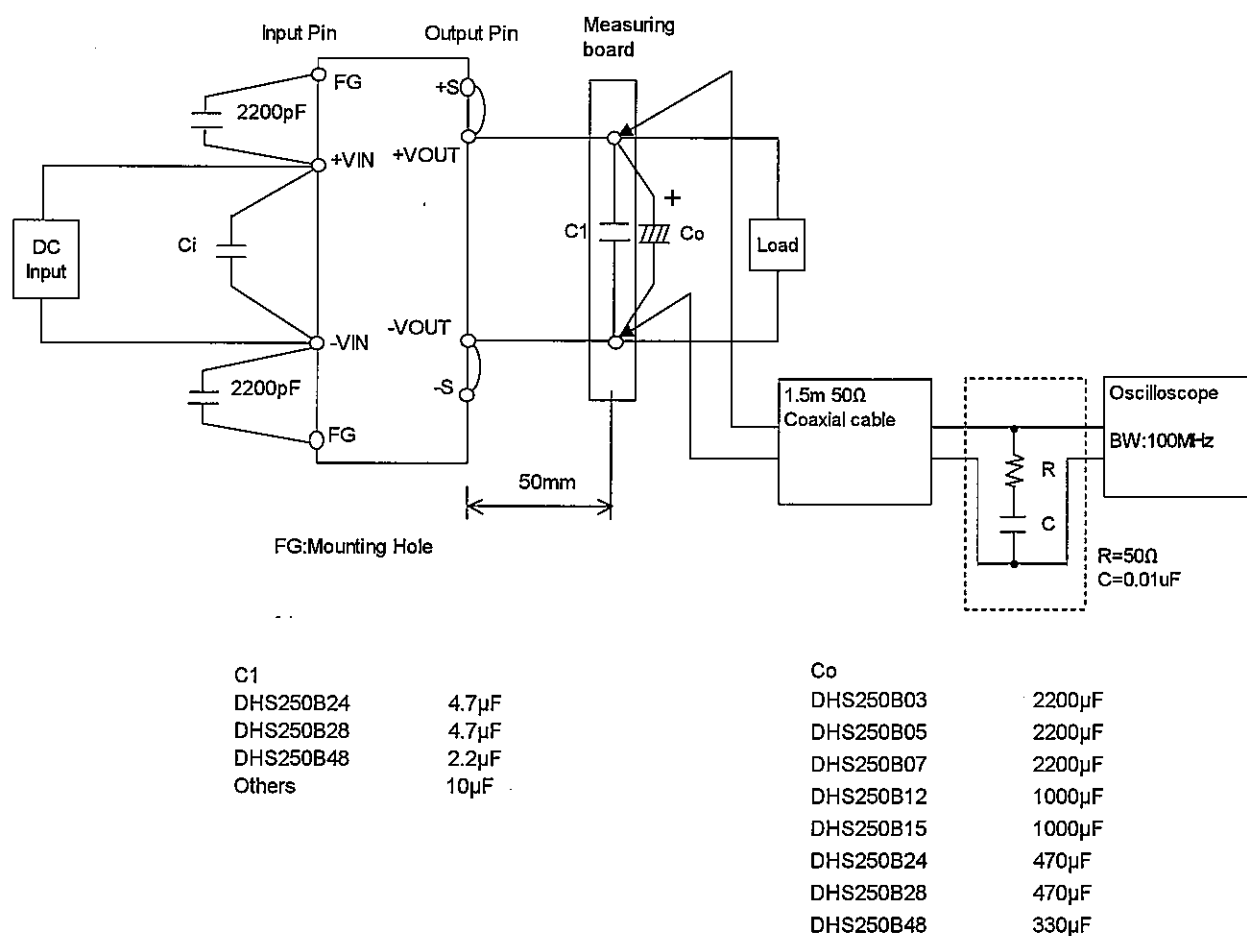 Input Pin
Output Pin
Measuring
board
FG
+S
2200pF
+VIN
+VOUT
+
DC
Input
Ci
C1
Co
Load
-VOUT
-VIN
2200pF
-S
FG
1.5m 50Ω
Coaxial cable
Oscilloscope
BW:100MHz
R
C
50mm
R=50Ω
C=0.01uF
FG:Mounting Hole
C1
DHS250B24 4.7μF
DHS250B28 4.7μF
DHS250B48 2.2μF
Others 10μF
Co
DHS250B03 2200μF
DHS250B05 2200μF
DHS250B07 2200μF
DHS250B12 1000μF
DHS250B15 1000μF
DHS250B24 470μF
DHS250B28 470μF
DHS250B48 330μF